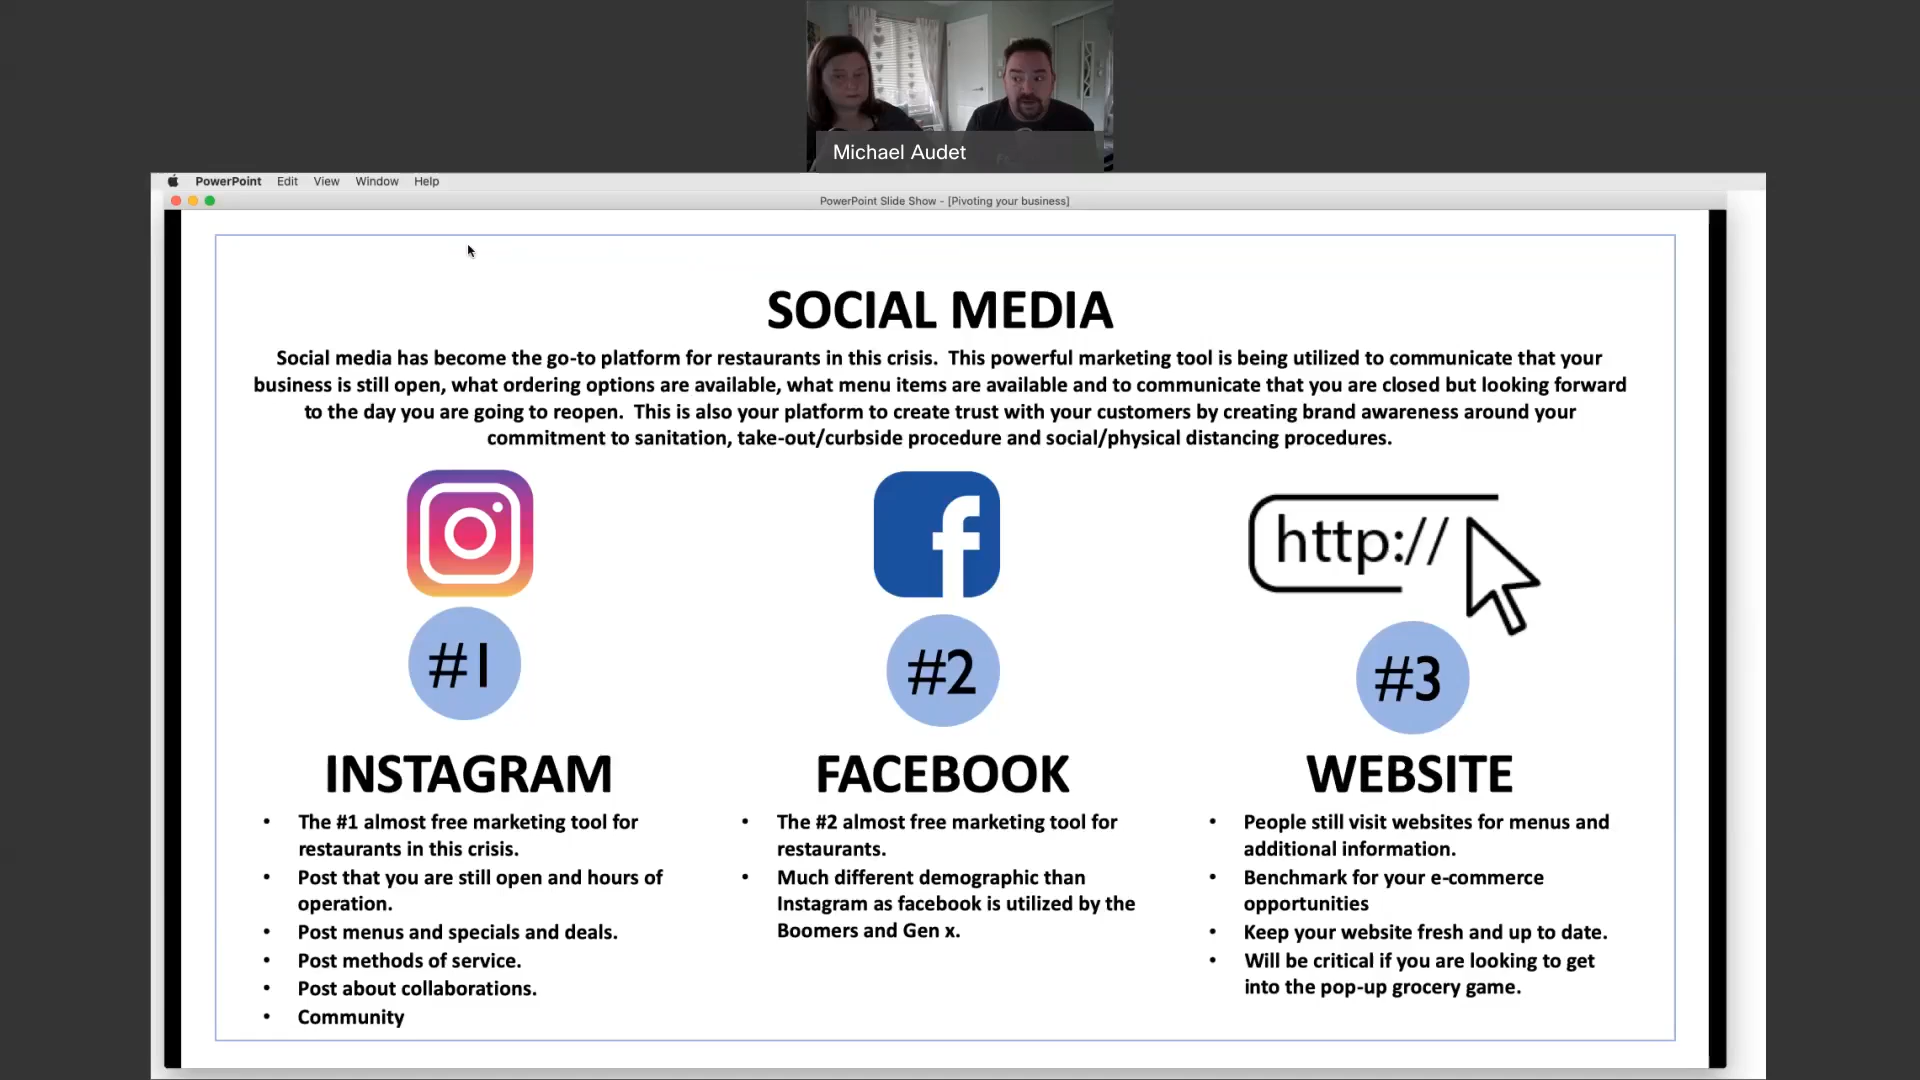 Michael Audet
PowerPoint Edit View Window Help
PowerPoint Slide Show - [Pivoting your business]
SOCIAL MEDIA
Social media has become the go-to platform for restaurants in this crisis.  This powerful marketing tool is being utilized to communicate that your
business is still open, what ordering options are available, what menu items are available and to communicate that you are closed but looking forward
to the day you are going to reopen.  This is also your platform to create trust with your customers by creating brand awareness around your
commitment to sanitation, take-out/curbside procedure and social/physical distancing procedures.
http://
#1
#2
#3
INSTAGRAM
• The #1 almost free marketing tool for
restaurants in this crisis.
• Post that you are still open and hours of
operation.
• Post menus and specials and deals.
• Post methods of service.
• Post about collaborations.
• Community
FACEBOOK
• The #2 almost free marketing tool for
restaurants.
• Much different demographic than
Instagram as facebook is utilized by the
Boomers and Gen x.
WEBSITE
• People still visit websites for menus and
additional information.
• Benchmark for your e-commerce
opportunities
• Keep your website fresh and up to date.
• Will be critical if you are looking to get
into the pop-up grocery game.